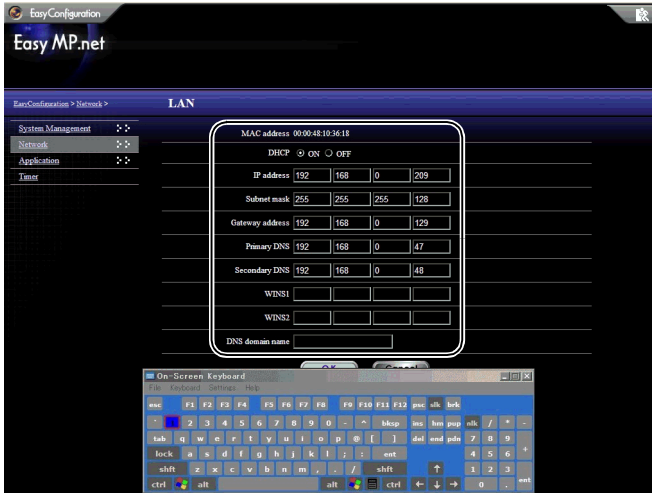 EasyConfiguration
Easy MP.net
EasyConfiguration > Network >
LAN
System Management
Network
Application
Timer
MAC address 00:00:48:10:36:18
DHCP ON OFF
IP address 192 168 0 209
Subnet mask 255 255 255 128
Gateway address 192 168 0 129
Primary DNS 192 168 0 47
Secondary DNS 192 168 0 48
WINS1
WINS2
DNS domain name
On-Screen Keyboard
File Keyboard Settings Help
esc F1 F2 F3 F4 F5 F6 F7 F8 F9 F10 F11 F12 psc slk brk
` 1 2 3 4 5 6 7 8 9 0 - ^ bksp ins hm pup nlk / * -
tab q w e r t y u i o p @ [ ] del end pdn 7 8 9 +
lock a s d f g h j k l ; : ent 4 5 6
shft z x c v b n m , . / shft ↑ 1 2 3 ent
ctrl alt alt ctrl ← ↓ → 0 .